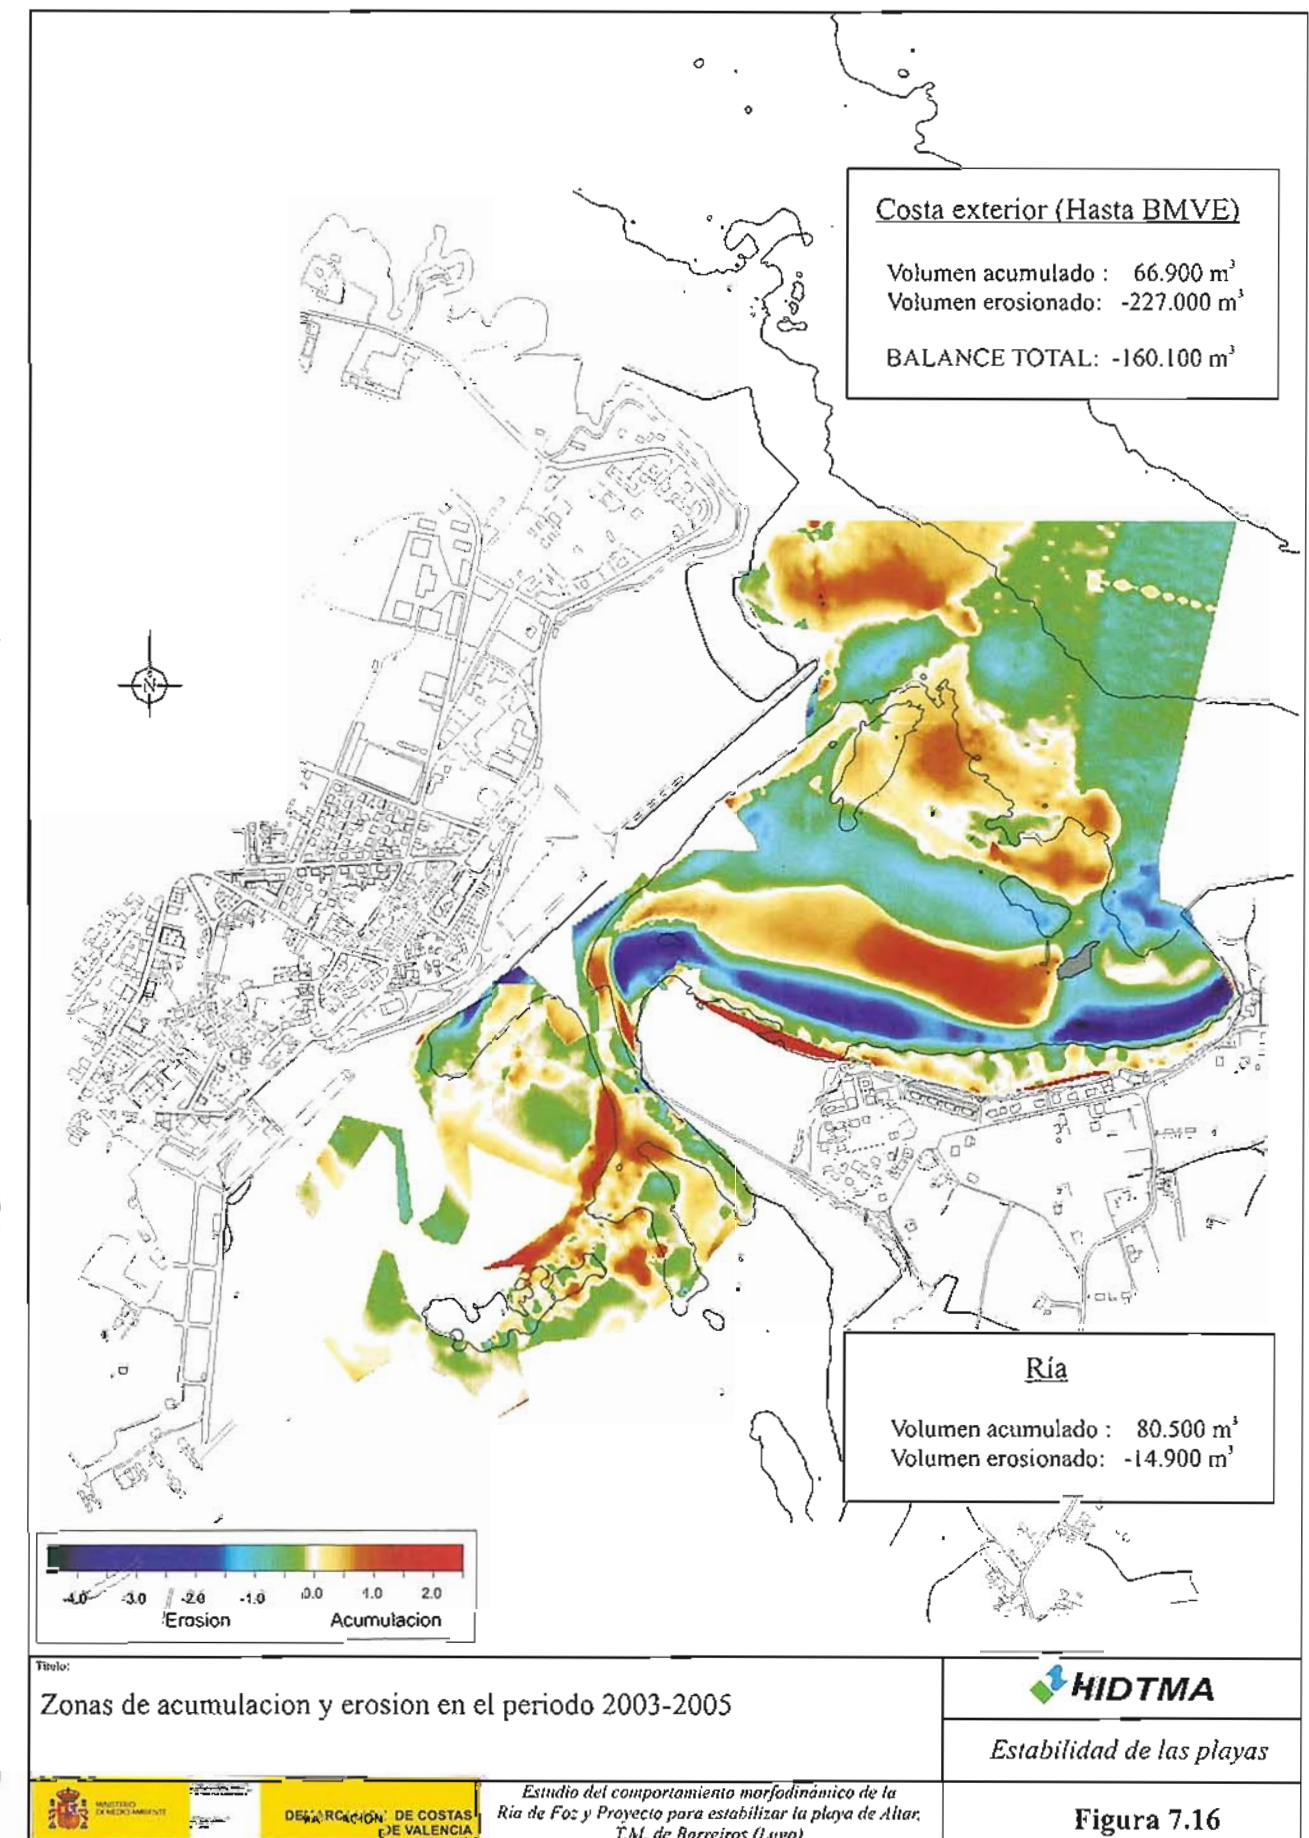 Costa exterior (Hasta BMVE)
Volumen acumulado : 66.900 m³
Volumen erosionado: -227.000 m³
BALANCE TOTAL: -160.100 m³
N
Ría
Volumen acumulado : 80.500 m³
Volumen erosionado: -14.900 m³
-4.0 -3.0 -2.0 -1.0 0.0 1.0 2.0
Erosion Acumulacion
Titulo:
Zonas de acumulacion y erosion en el periodo 2003-2005
HIDTMA
Estabilidad de las playas
MINISTERIO
DE MEDIO AMBIENTE
DE COSTAS
DE VALENCIA
Estudio del comportamiento morfodinámico de la
Ria de Foz y Proyecto para estabilizar la playa de Altar,
T.M. de Barreiros (Lugo)
Figura 7.16